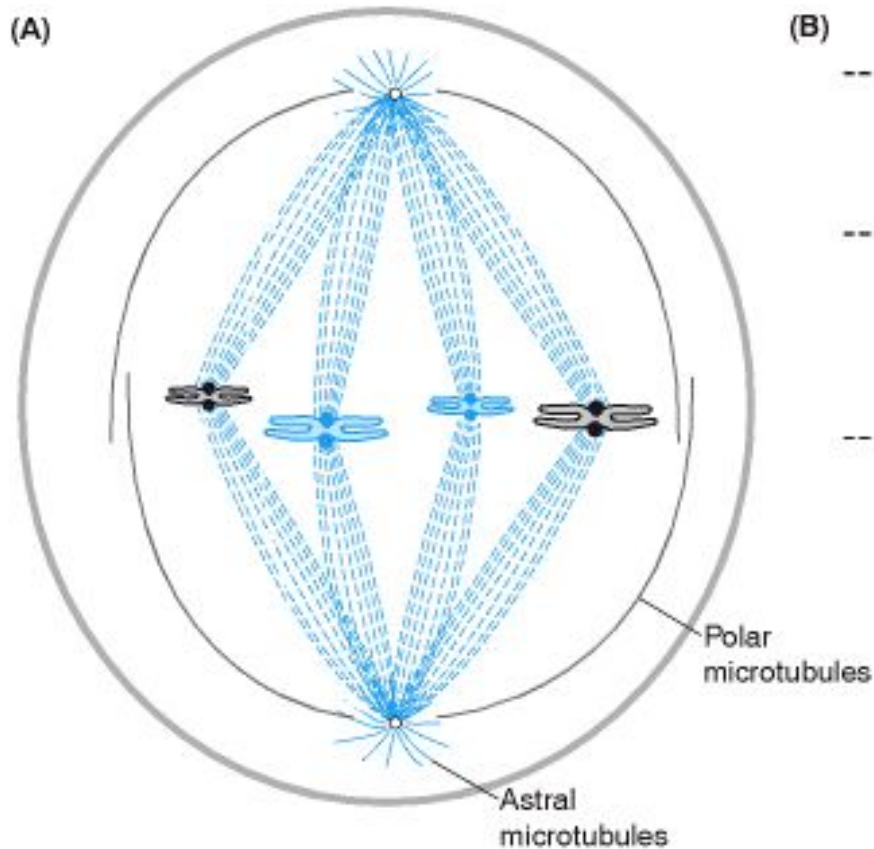 (A)
(B)
--
--
--
Polar
microtubules
Astral
microtubules